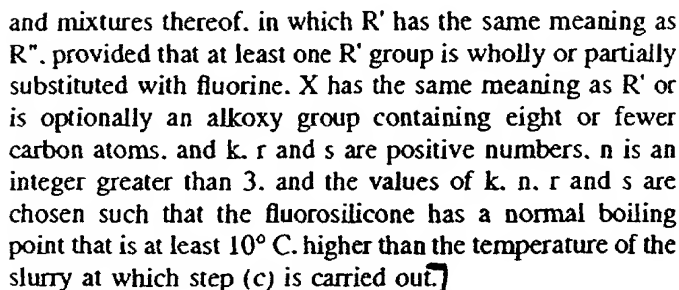 and mixtures thereof. in which R' has the same meaning as
R". provided that at least one R' group is wholly or partially
substituted with fluorine. X has the same meaning as R' or
is optionally an alkoxy group containing eight or fewer
carbon atoms. and k. r and s are positive numbers. n is an
integer greater than 3. and the values of k. n. r and s are
chosen such that the fluorosilicone has a normal boiling
point that is at least 10° C. higher than the temperature of the
slurry at which step (c) is carried out.]